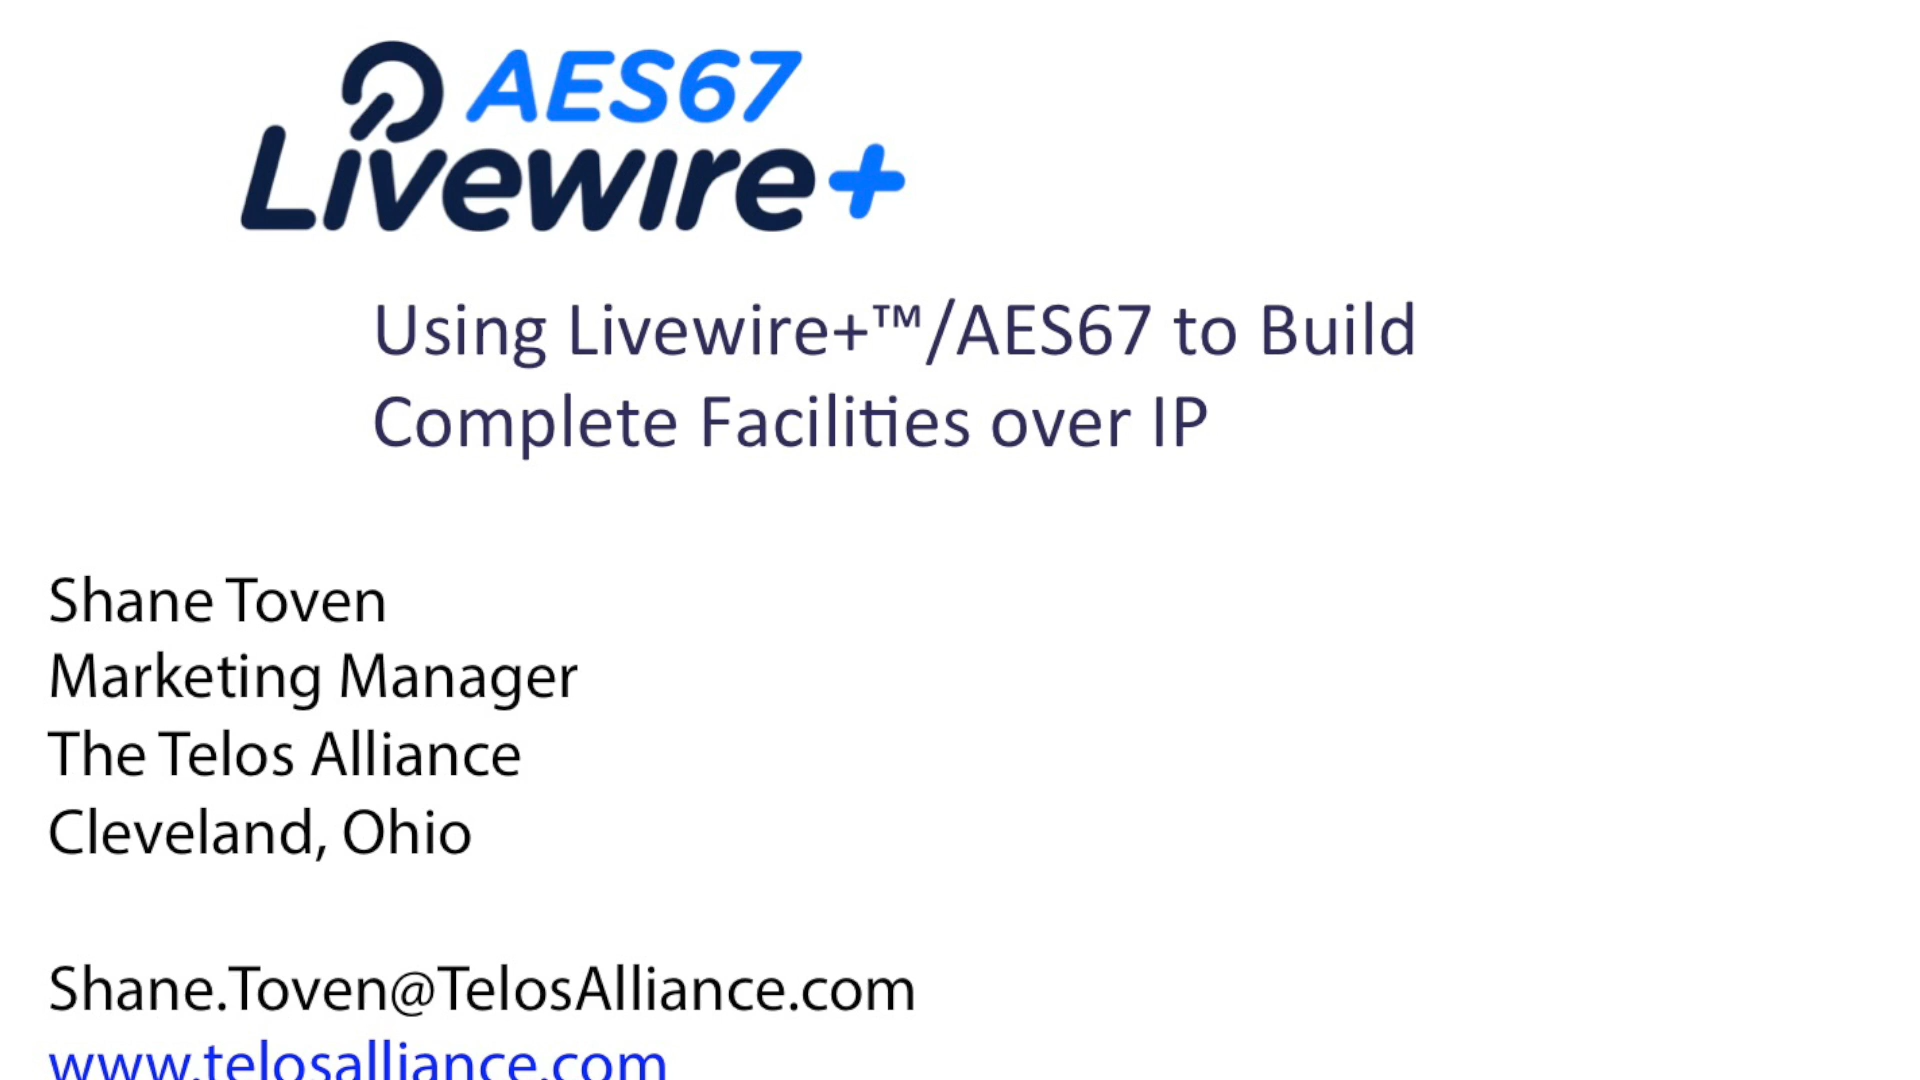 AES67
Livewire+
Using Livewire+™/AES67 to Build
Complete Facilities over IP
Shane Toven
Marketing Manager
The Telos Alliance
Cleveland, Ohio
Shane.Toven@TelosAlliance.com
www.telosalliance.com